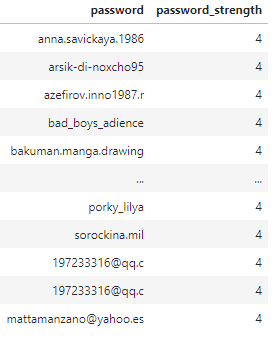 password password_strength
anna.savickaya.1986 4
arsik-di-noxcho95 4
azefirov.inno1987.r 4
bad_boys_adience 4
bakuman.manga.drawing 4
... ...
porky_lilya 4
sorockina.mil 4
197233316@qq.c 4
197233316@qq.c 4
mattamanzano@yahoo.es 4